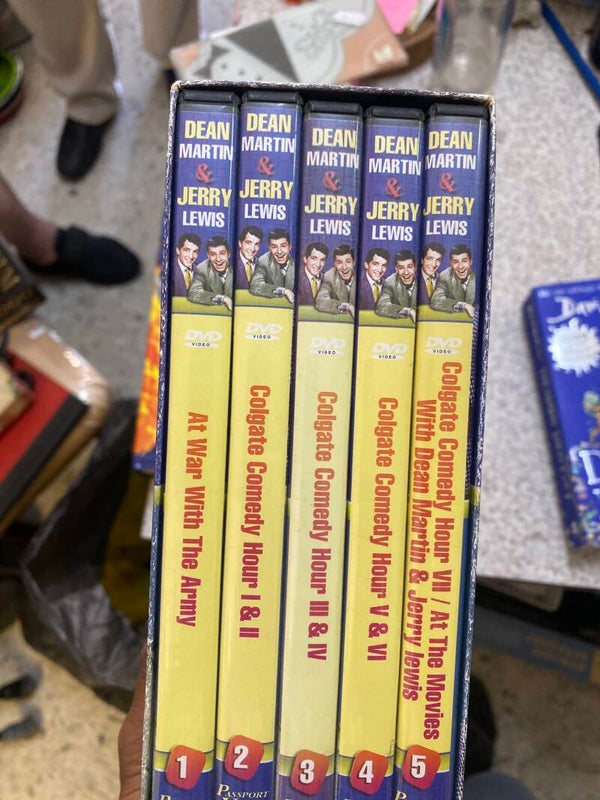 DEAN
MARTIN
&
JERRY
LEWIS
DVD
VIDEO
At War With The Army
1
DEAN
MARTIN
&
JERRY
LEWIS
DVD
VIDEO
Colgate Comedy Hour I & II
2
PASSPORT
DEAN
MARTIN
&
JERRY
LEWIS
DVD
VIDEO
Colgate Comedy Hour III & IV
3
DEAN
MARTIN
&
JERRY
LEWIS
DVD
VIDEO
Colgate Comedy Hour V & VI
4
DEAN
MARTIN
&
JERRY
LEWIS
DVD
VIDEO
Colgate Comedy Hour VII / At The Movies
With Dean Martin & Jerry lewis
5